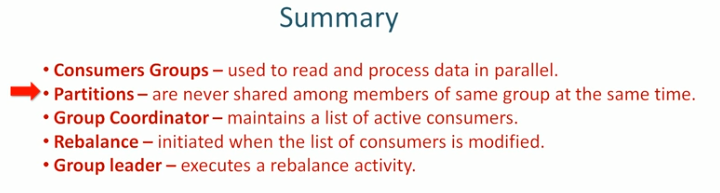 Summary
• Consumers Groups – used to read and process data in parallel.
• Partitions – are never shared among members of same group at the same time.
• Group Coordinator – maintains a list of active consumers.
• Rebalance – initiated when the list of consumers is modified.
• Group leader – executes a rebalance activity.